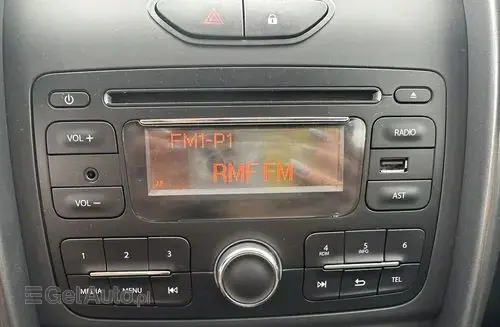 FM1-P1
RMF FM
VOL +
VOL −
RADIO
AST
1 2 3
MEDIA MENU
4 RDM 5 INFO 6
TEL
GetAuto.pl